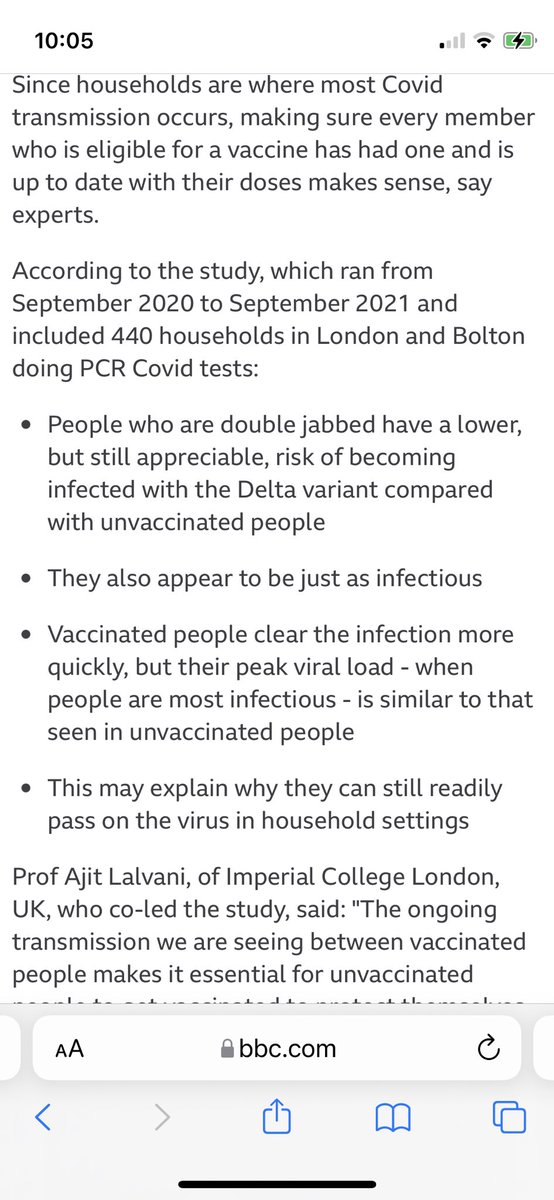 10:05
Since households are where most Covid
transmission occurs, making sure every member
who is eligible for a vaccine has had one and is
up to date with their doses makes sense, say
experts.
According to the study, which ran from
September 2020 to September 2021 and
included 440 households in London and Bolton
doing PCR Covid tests:
• People who are double jabbed have a lower,
but still appreciable, risk of becoming
infected with the Delta variant compared
with unvaccinated people
• They also appear to be just as infectious
• Vaccinated people clear the infection more
quickly, but their peak viral load - when
people are most infectious - is similar to that
seen in unvaccinated people
• This may explain why they can still readily
pass on the virus in household settings
Prof Ajit Lalvani, of Imperial College London,
UK, who co-led the study, said: "The ongoing
transmission we are seeing between vaccinated
people makes it essential for unvaccinated
AA bbc.com